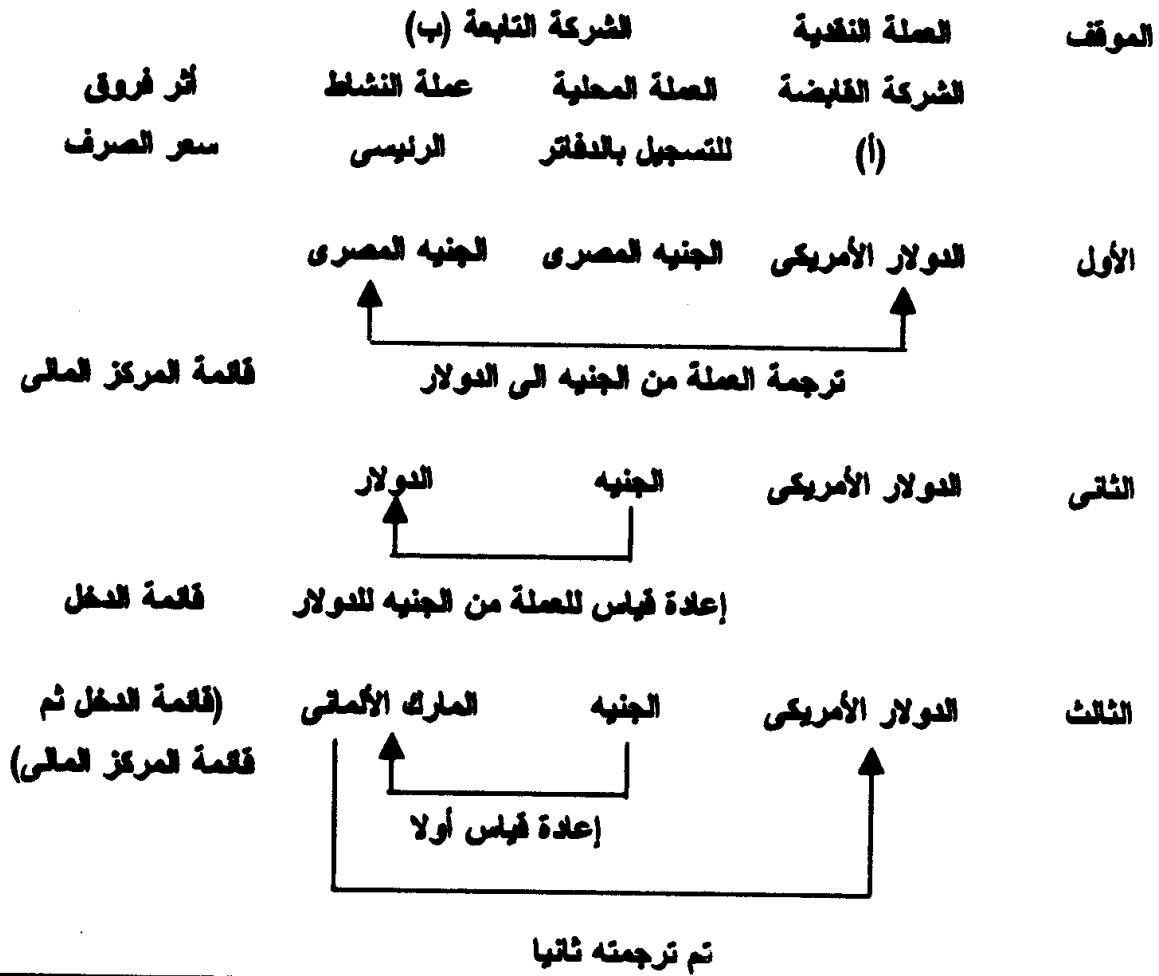 الموقف العملة النقدية الشركة التابعة (ب)
الشركة القابضة العملة المحلية عملة النشاط أثر فروق
(أ) للتسجيل بالدفاتر الرئيسى سعر الصرف
الأول الدولار الأمريكى الجنيه المصرى الجنيه المصرى
ترجمة العملة من الجنيه الى الدولار قائمة المركز المالى
الثانى الدولار الأمريكى الجنيه الدولار
إعادة قياس للعملة من الجنيه للدولار قائمة الدخل
الثالث الدولار الأمريكى الجنيه المارك الألمانى (قائمة الدخل ثم
قائمة المركز المالى)
إعادة قياس أولا
تم ترجمته ثانيا